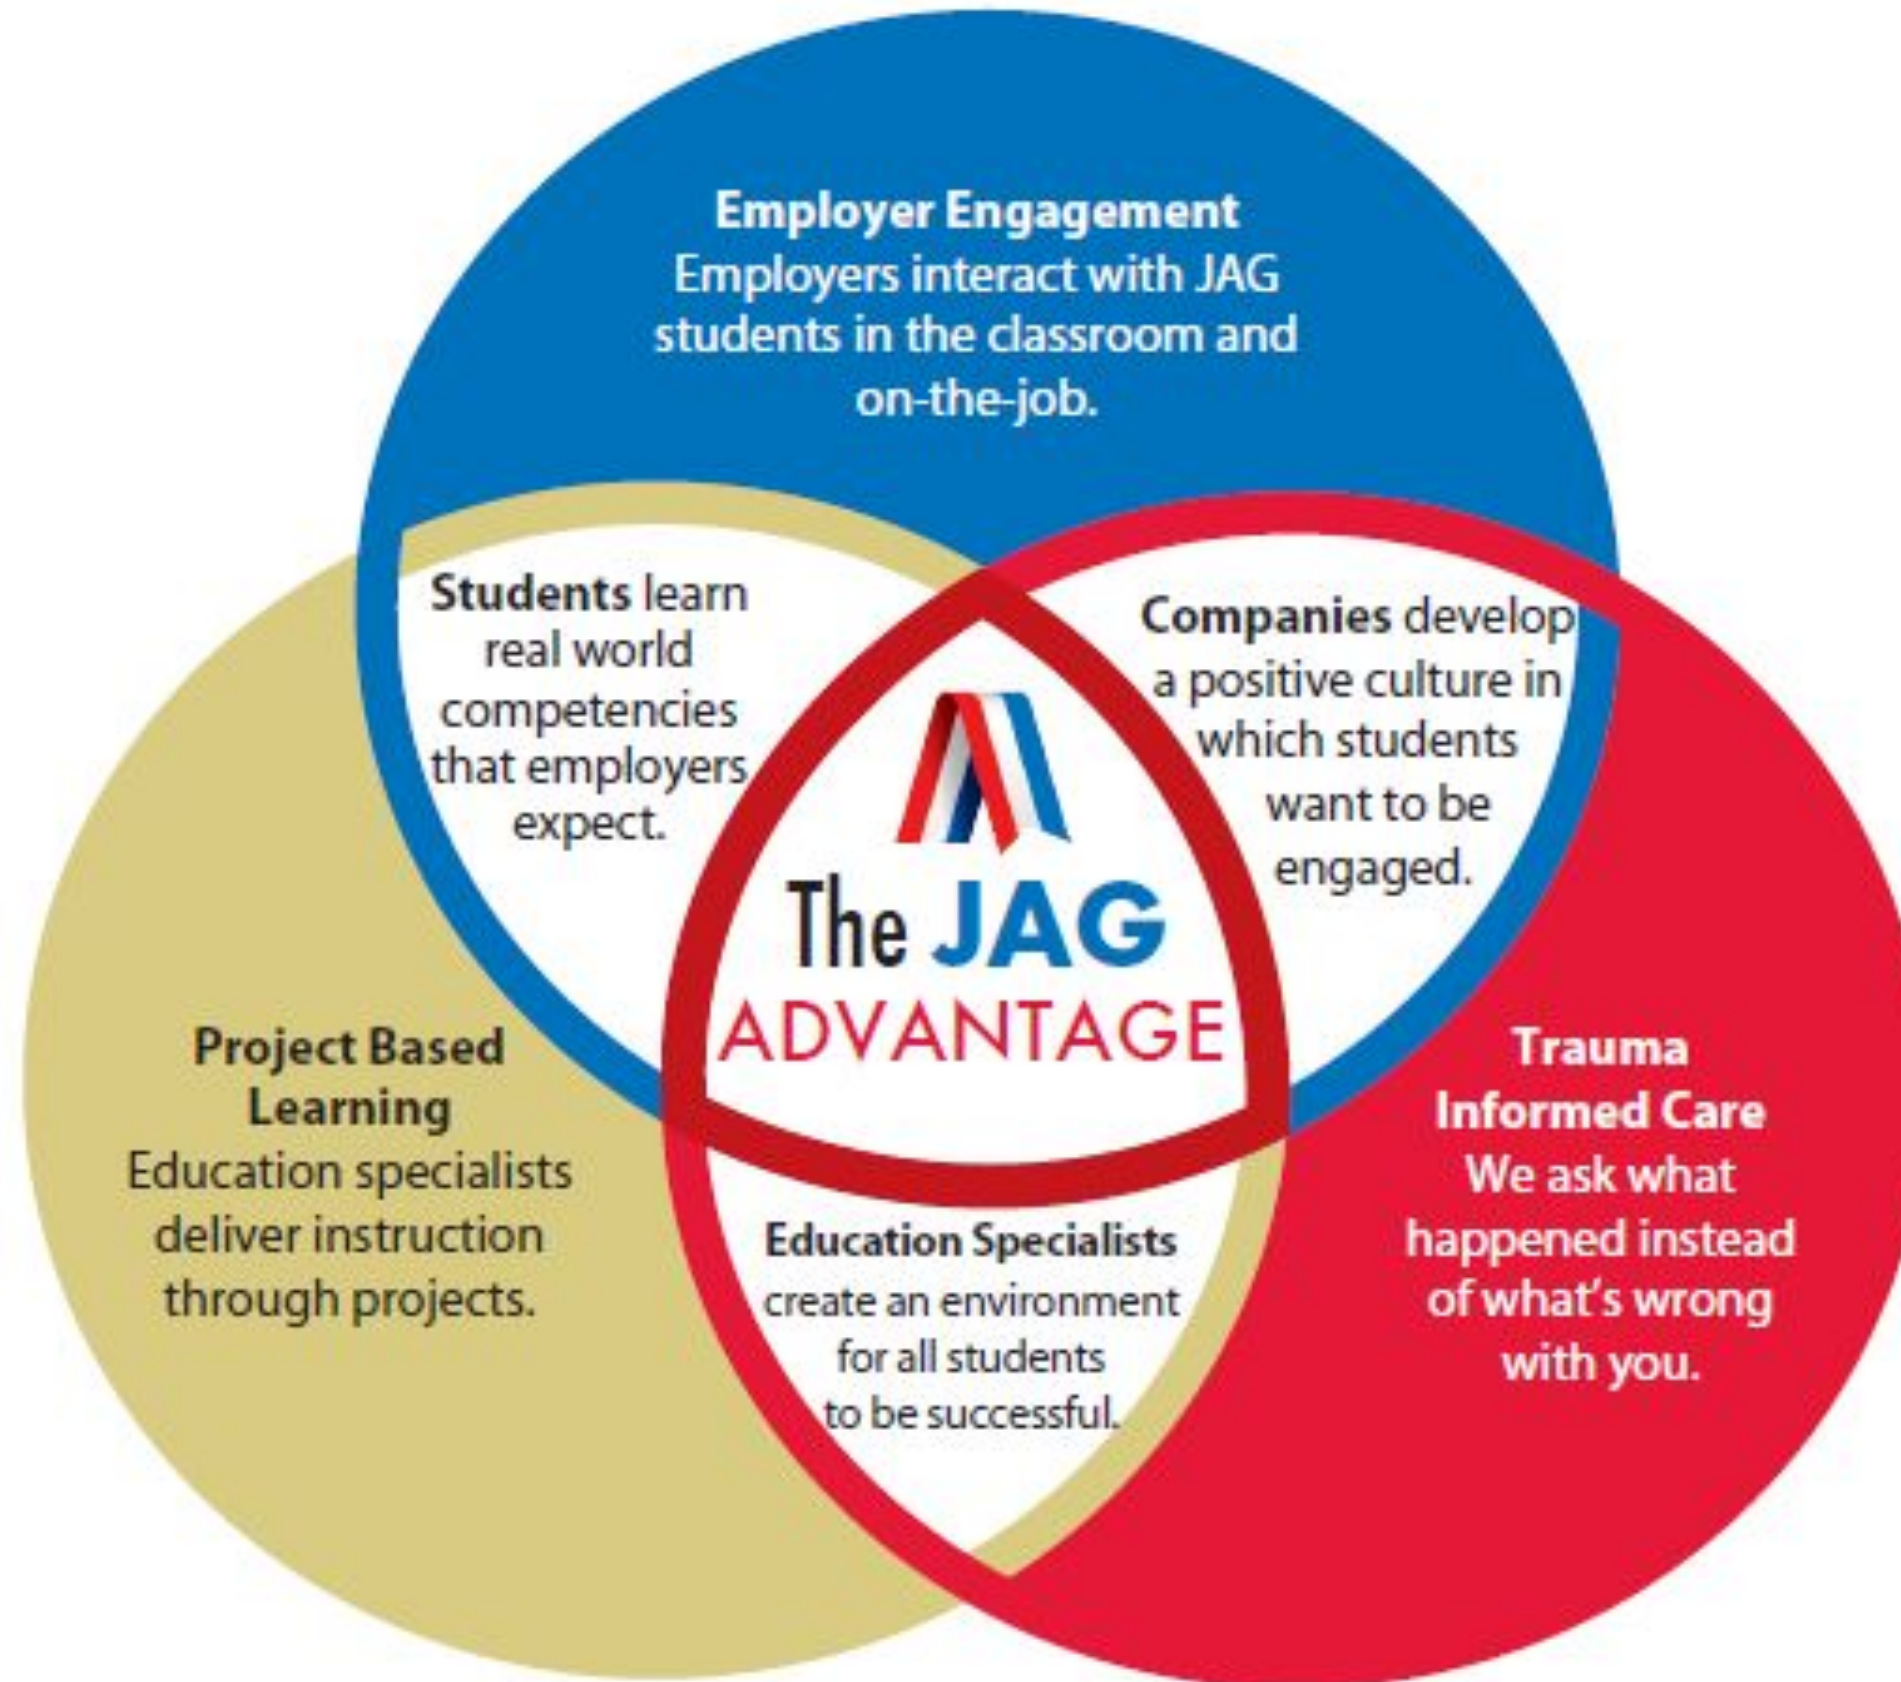 Employer Engagement
Employers interact with JAG
students in the classroom and
on-the-job.
Students learn
real world
competencies
that employers
expect.
Companies develop
a positive culture in
which students
want to be
engaged.
The JAG
ADVANTAGE
Project Based
Learning
Education specialists
deliver instruction
through projects.
Education Specialists
create an environment
for all students
to be successful.
Trauma
Informed Care
We ask what
happened instead
of what's wrong
with you.